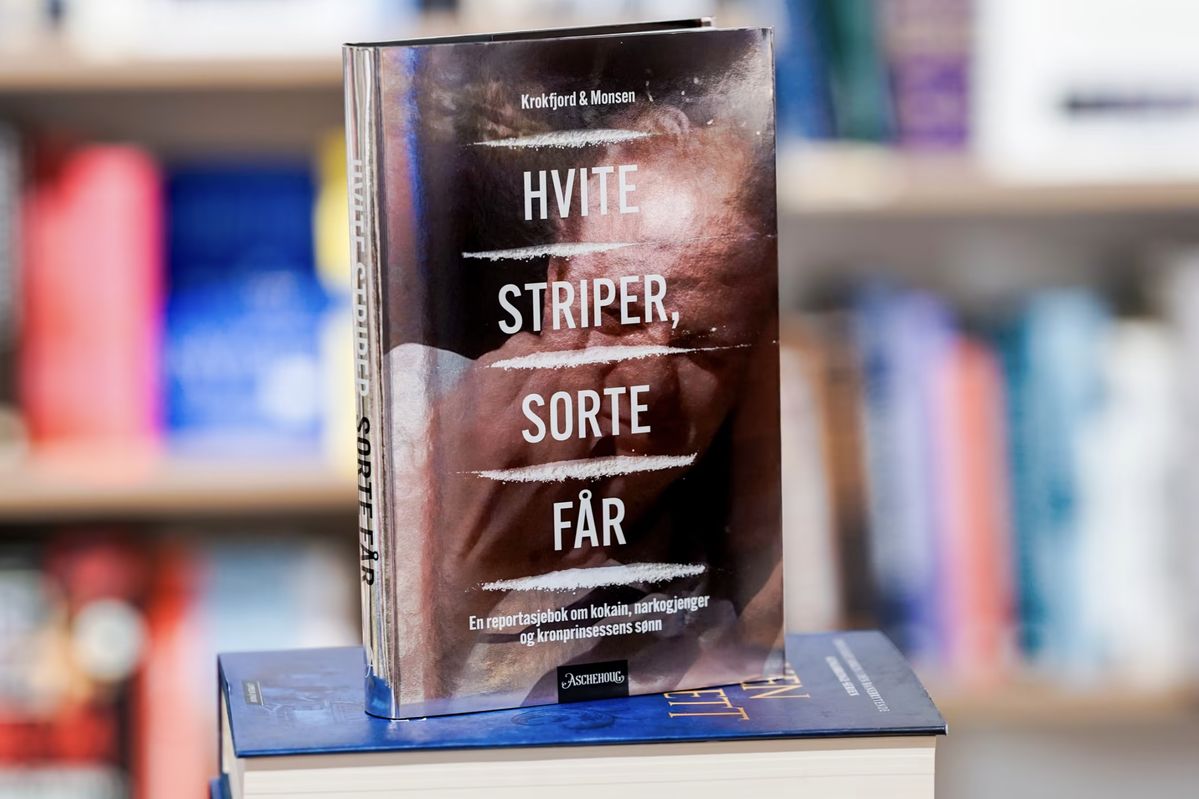 Krokfjord & Monsen
HVITE
STRIPER,
SORTE
FÅR
En reportasjebok om kokain, narkogjenger
og kronprinsessens sønn
ASCHEHOUG
HVITE STRIPER, SORTE FÅR